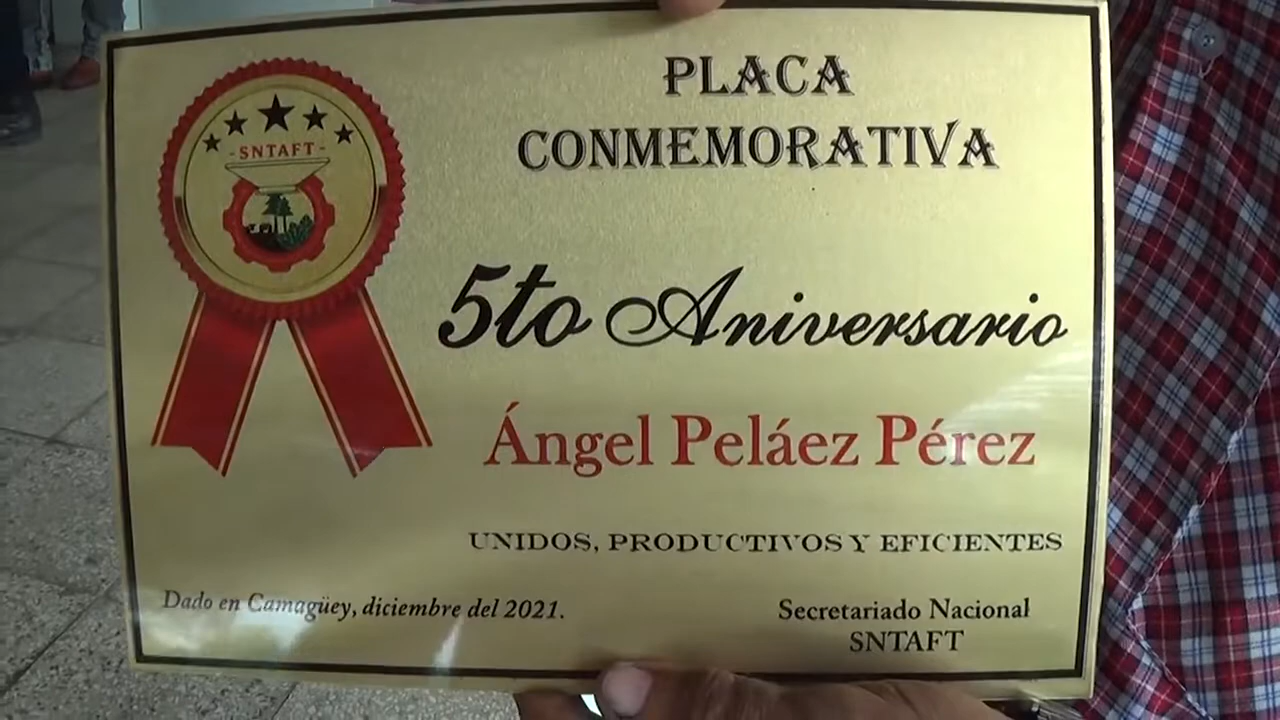 -SNTAFT-
PLACA
CONMEMORATIVA
5to Aniversario
Ángel Peláez Pérez
UNIDOS, PRODUCTIVOS Y EFICIENTES
Dado en Camagüey, diciembre del 2021.
Secretariado Nacional
SNTAFT